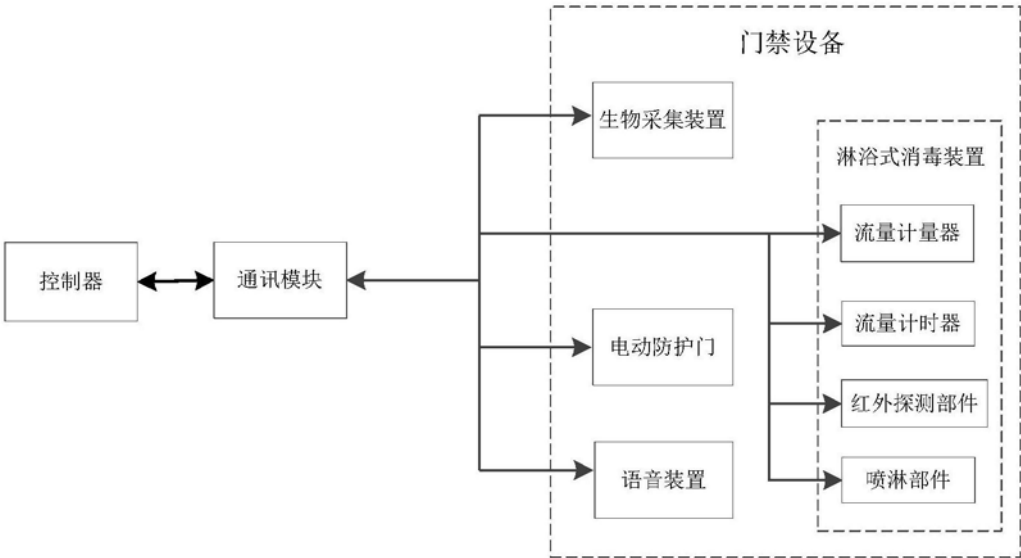 门禁设备
生物采集装置
淋浴式消毒装置
流量计量器
控制器
通讯模块
流量计时器
电动防护门
红外探测部件
语音装置
喷淋部件